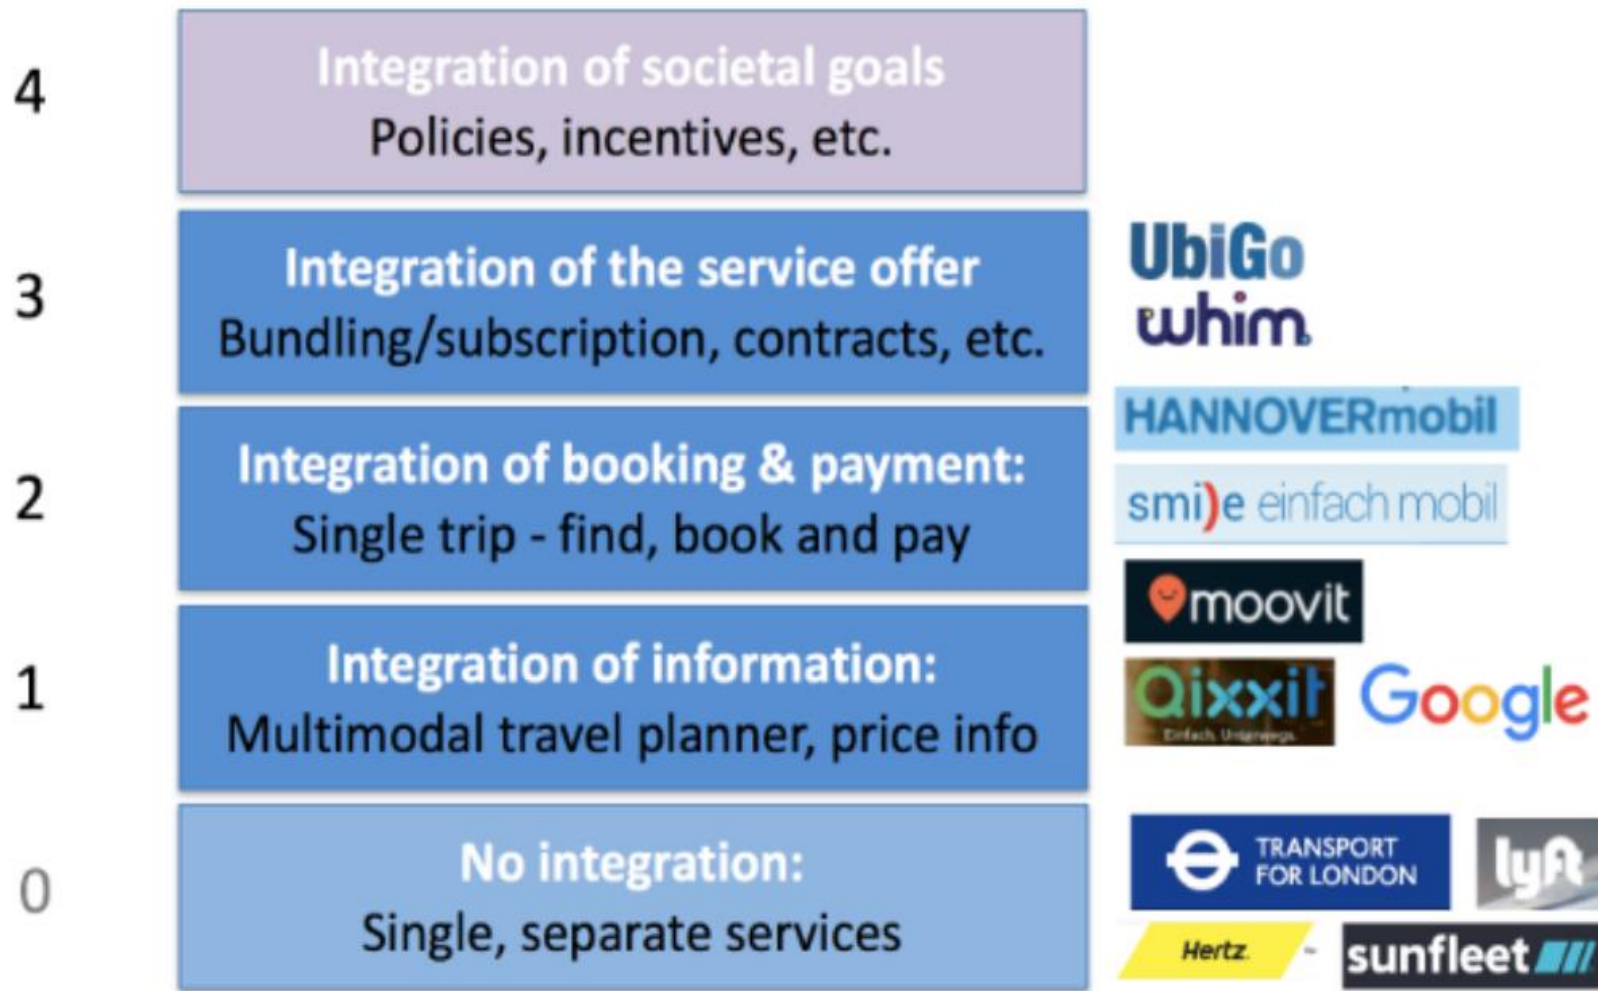 4
Integration of societal goals
Policies, incentives, etc.
3
Integration of the service offer
Bundling/subscription, contracts, etc.
UbiGo
whim
2
Integration of booking & payment:
Single trip - find, book and pay
HANNOVERmobil
smi)e einfach mobil
moovit
1
Integration of information:
Multimodal travel planner, price info
Qixxit
Einfach. Unterwegs.
Google
0
No integration:
Single, separate services
TRANSPORT
FOR LONDON
lyft
Hertz.
sunfleet